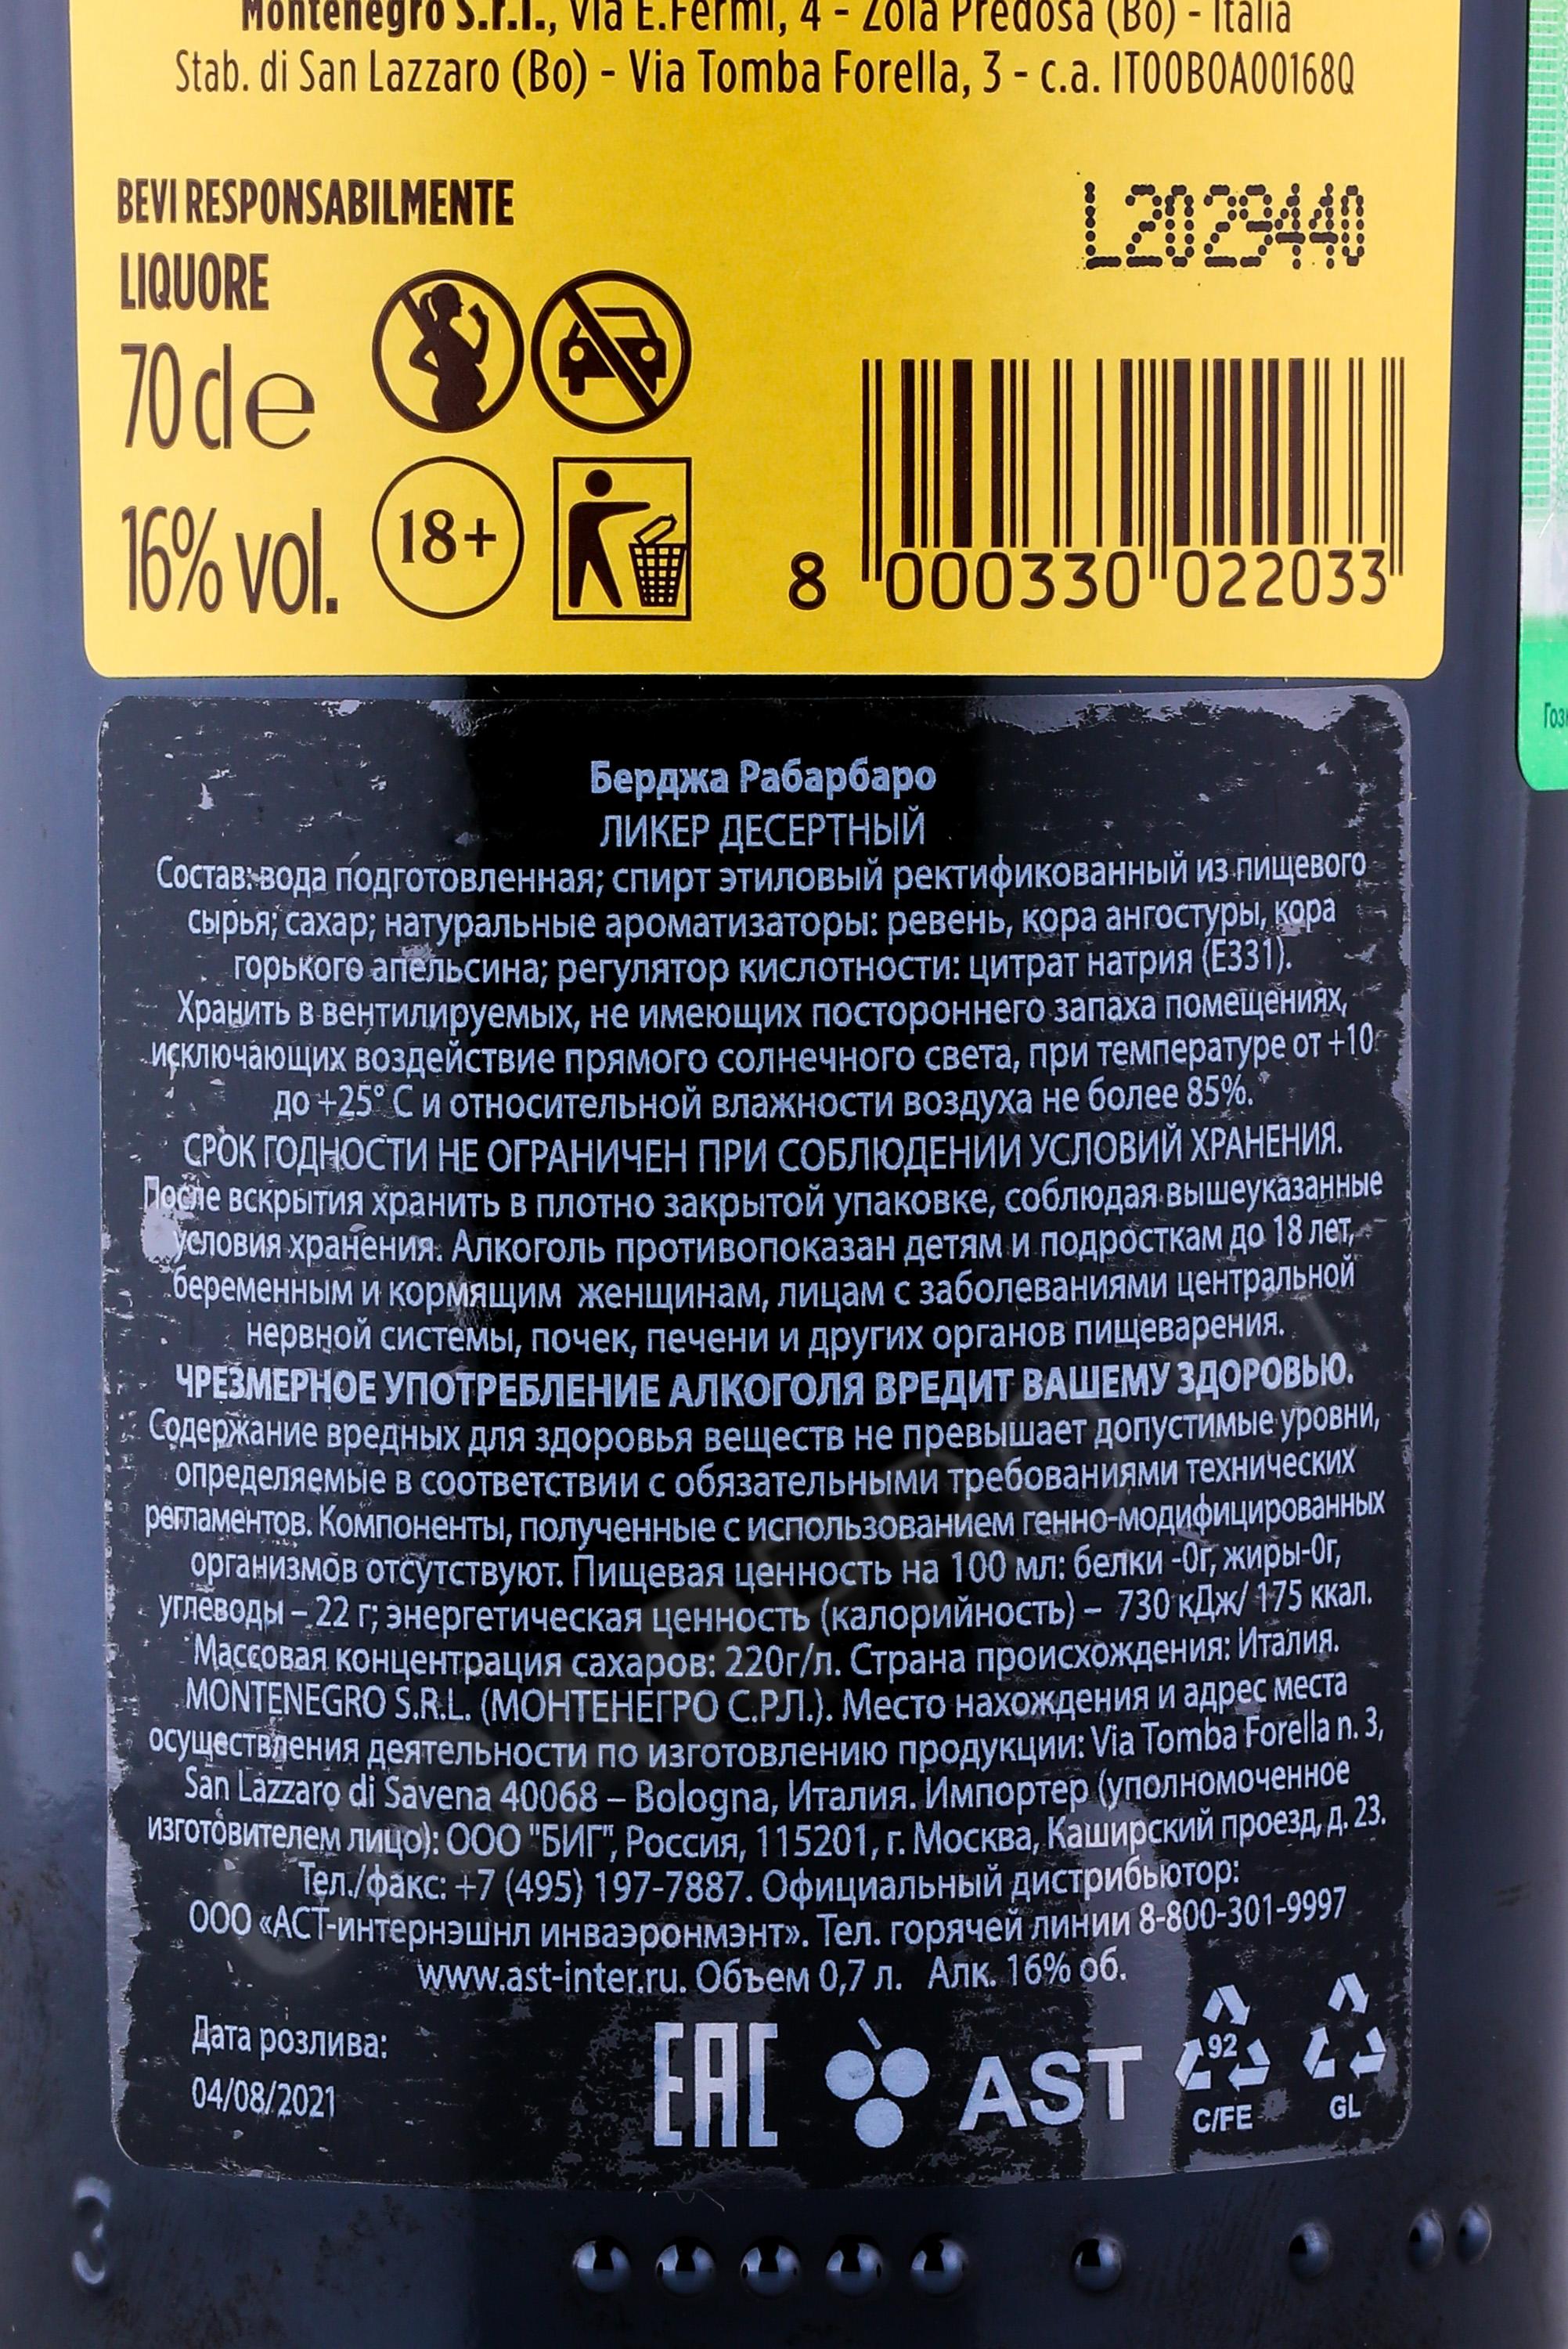 Montenegro S.r.l., Via E.Fermi, 4 - Zola Predosa (Bo) - Italia
Stab. di San Lazzaro (Bo) - Via Tomba Forella, 3 - c.a. IT00BOA00168Q
BEVI RESPONSABILMENTE
LIQUORE
70 cl e
16% vol.
18+
L2029440
8 000330 022033
Гоз
Берджа Рабарбаро
ЛИКЕР ДЕСЕРТНЫЙ
Состав: вода подготовленная; спирт этиловый ректификованный из пищевого
сырья; сахар; натуральные ароматизаторы: ревень, кора ангостуры, кора
горького апельсина; регулятор кислотности: цитрат натрия (Е331).
Хранить в вентилируемых, не имеющих постороннего запаха помещениях,
исключающих воздействие прямого солнечного света, при температуре от +10
до +25° С и относительной влажности воздуха не более 85%.
СРОК ГОДНОСТИ НЕ ОГРАНИЧЕН ПРИ СОБЛЮДЕНИИ УСЛОВИЙ ХРАНЕНИЯ.
После вскрытия хранить в плотно закрытой упаковке, соблюдая вышеуказанные
условия хранения. Алкоголь противопоказан детям и подросткам до 18 лет,
беременным и кормящим женщинам, лицам с заболеваниями центральной
нервной системы, почек, печени и других органов пищеварения.
ЧРЕЗМЕРНОЕ УПОТРЕБЛЕНИЕ АЛКОГОЛЯ ВРЕДИТ ВАШЕМУ ЗДОРОВЬЮ.
Содержание вредных для здоровья веществ не превышает допустимые уровни,
определяемые в соответствии с обязательными требованиями технических
регламентов. Компоненты, полученные с использованием генно-модифицированных
организмов отсутствуют. Пищевая ценность на 100 мл: белки -0г, жиры-0г,
углеводы – 22 г; энергетическая ценность (калорийность) – 730 кДж/ 175 ккал.
Массовая концентрация сахаров: 220г/л. Страна происхождения: Италия.
MONTENEGRO S.R.L. (МОНТЕНЕГРО С.Р.Л.). Место нахождения и адрес места
осуществления деятельности по изготовлению продукции: Via Tomba Forella n. 3,
San Lazzaro di Savena 40068 – Bologna, Италия. Импортер (уполномоченное
изготовителем лицо): ООО "БИГ", Россия, 115201, г. Москва, Каширский проезд, д. 23.
Тел./факс: +7 (495) 197-7887. Официальный дистрибьютор:
ООО «АСТ-интернэшнл инваэронмэнт». Тел. горячей линии 8-800-301-9997
www.ast-inter.ru. Объем 0,7 л. Алк. 16% об.
Дата розлива:
04/08/2021
EAC
AST
92
C/FE
GL
3